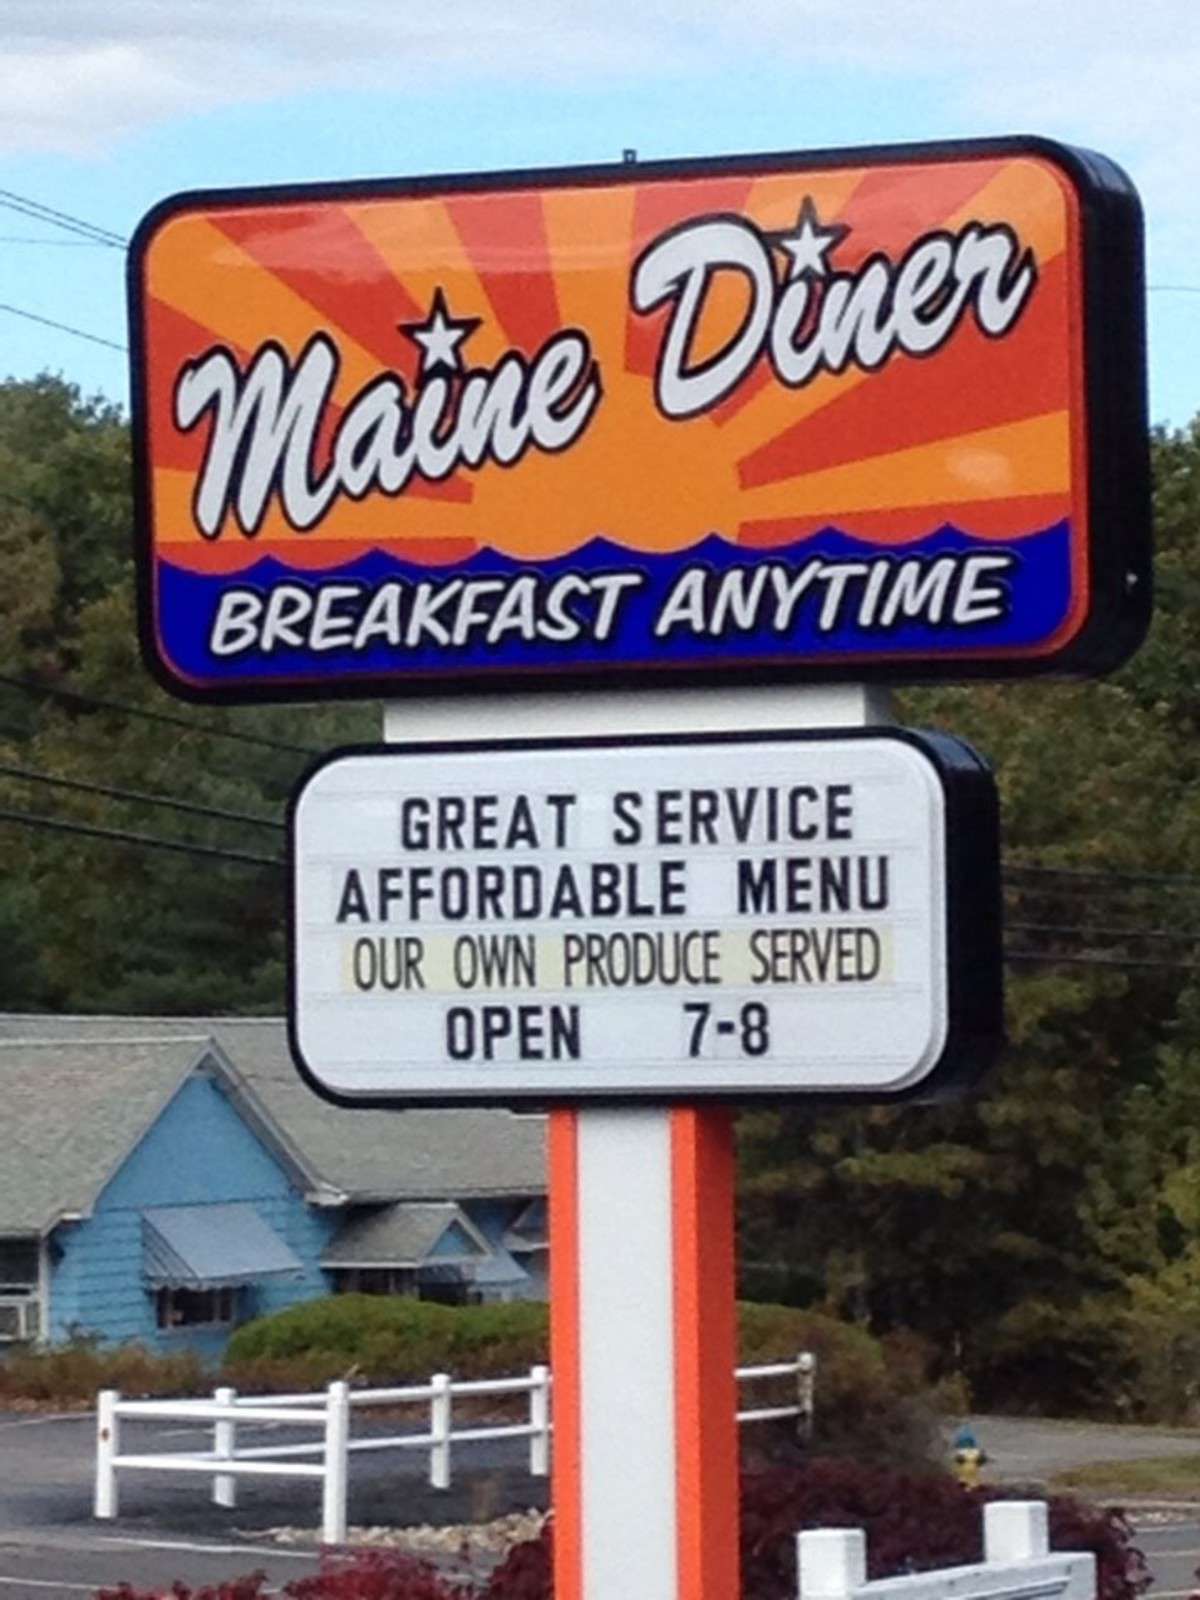 Maine Diner
BREAKFAST ANYTIME
GREAT SERVICE
AFFORDABLE MENU
OUR OWN PRODUCE SERVED
OPEN 7-8